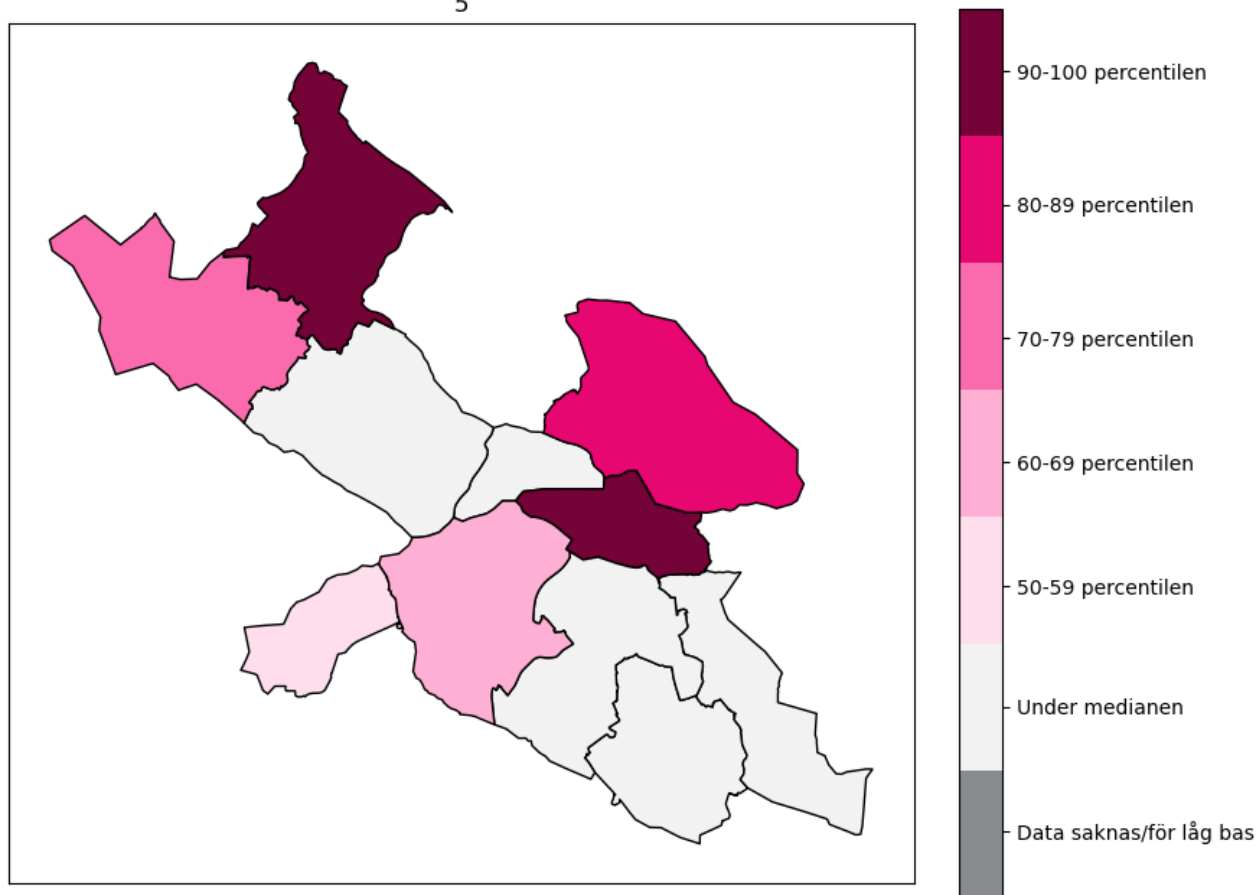 5
90-100 percentilen
80-89 percentilen
70-79 percentilen
60-69 percentilen
50-59 percentilen
Under medianen
Data saknas/för låg bas